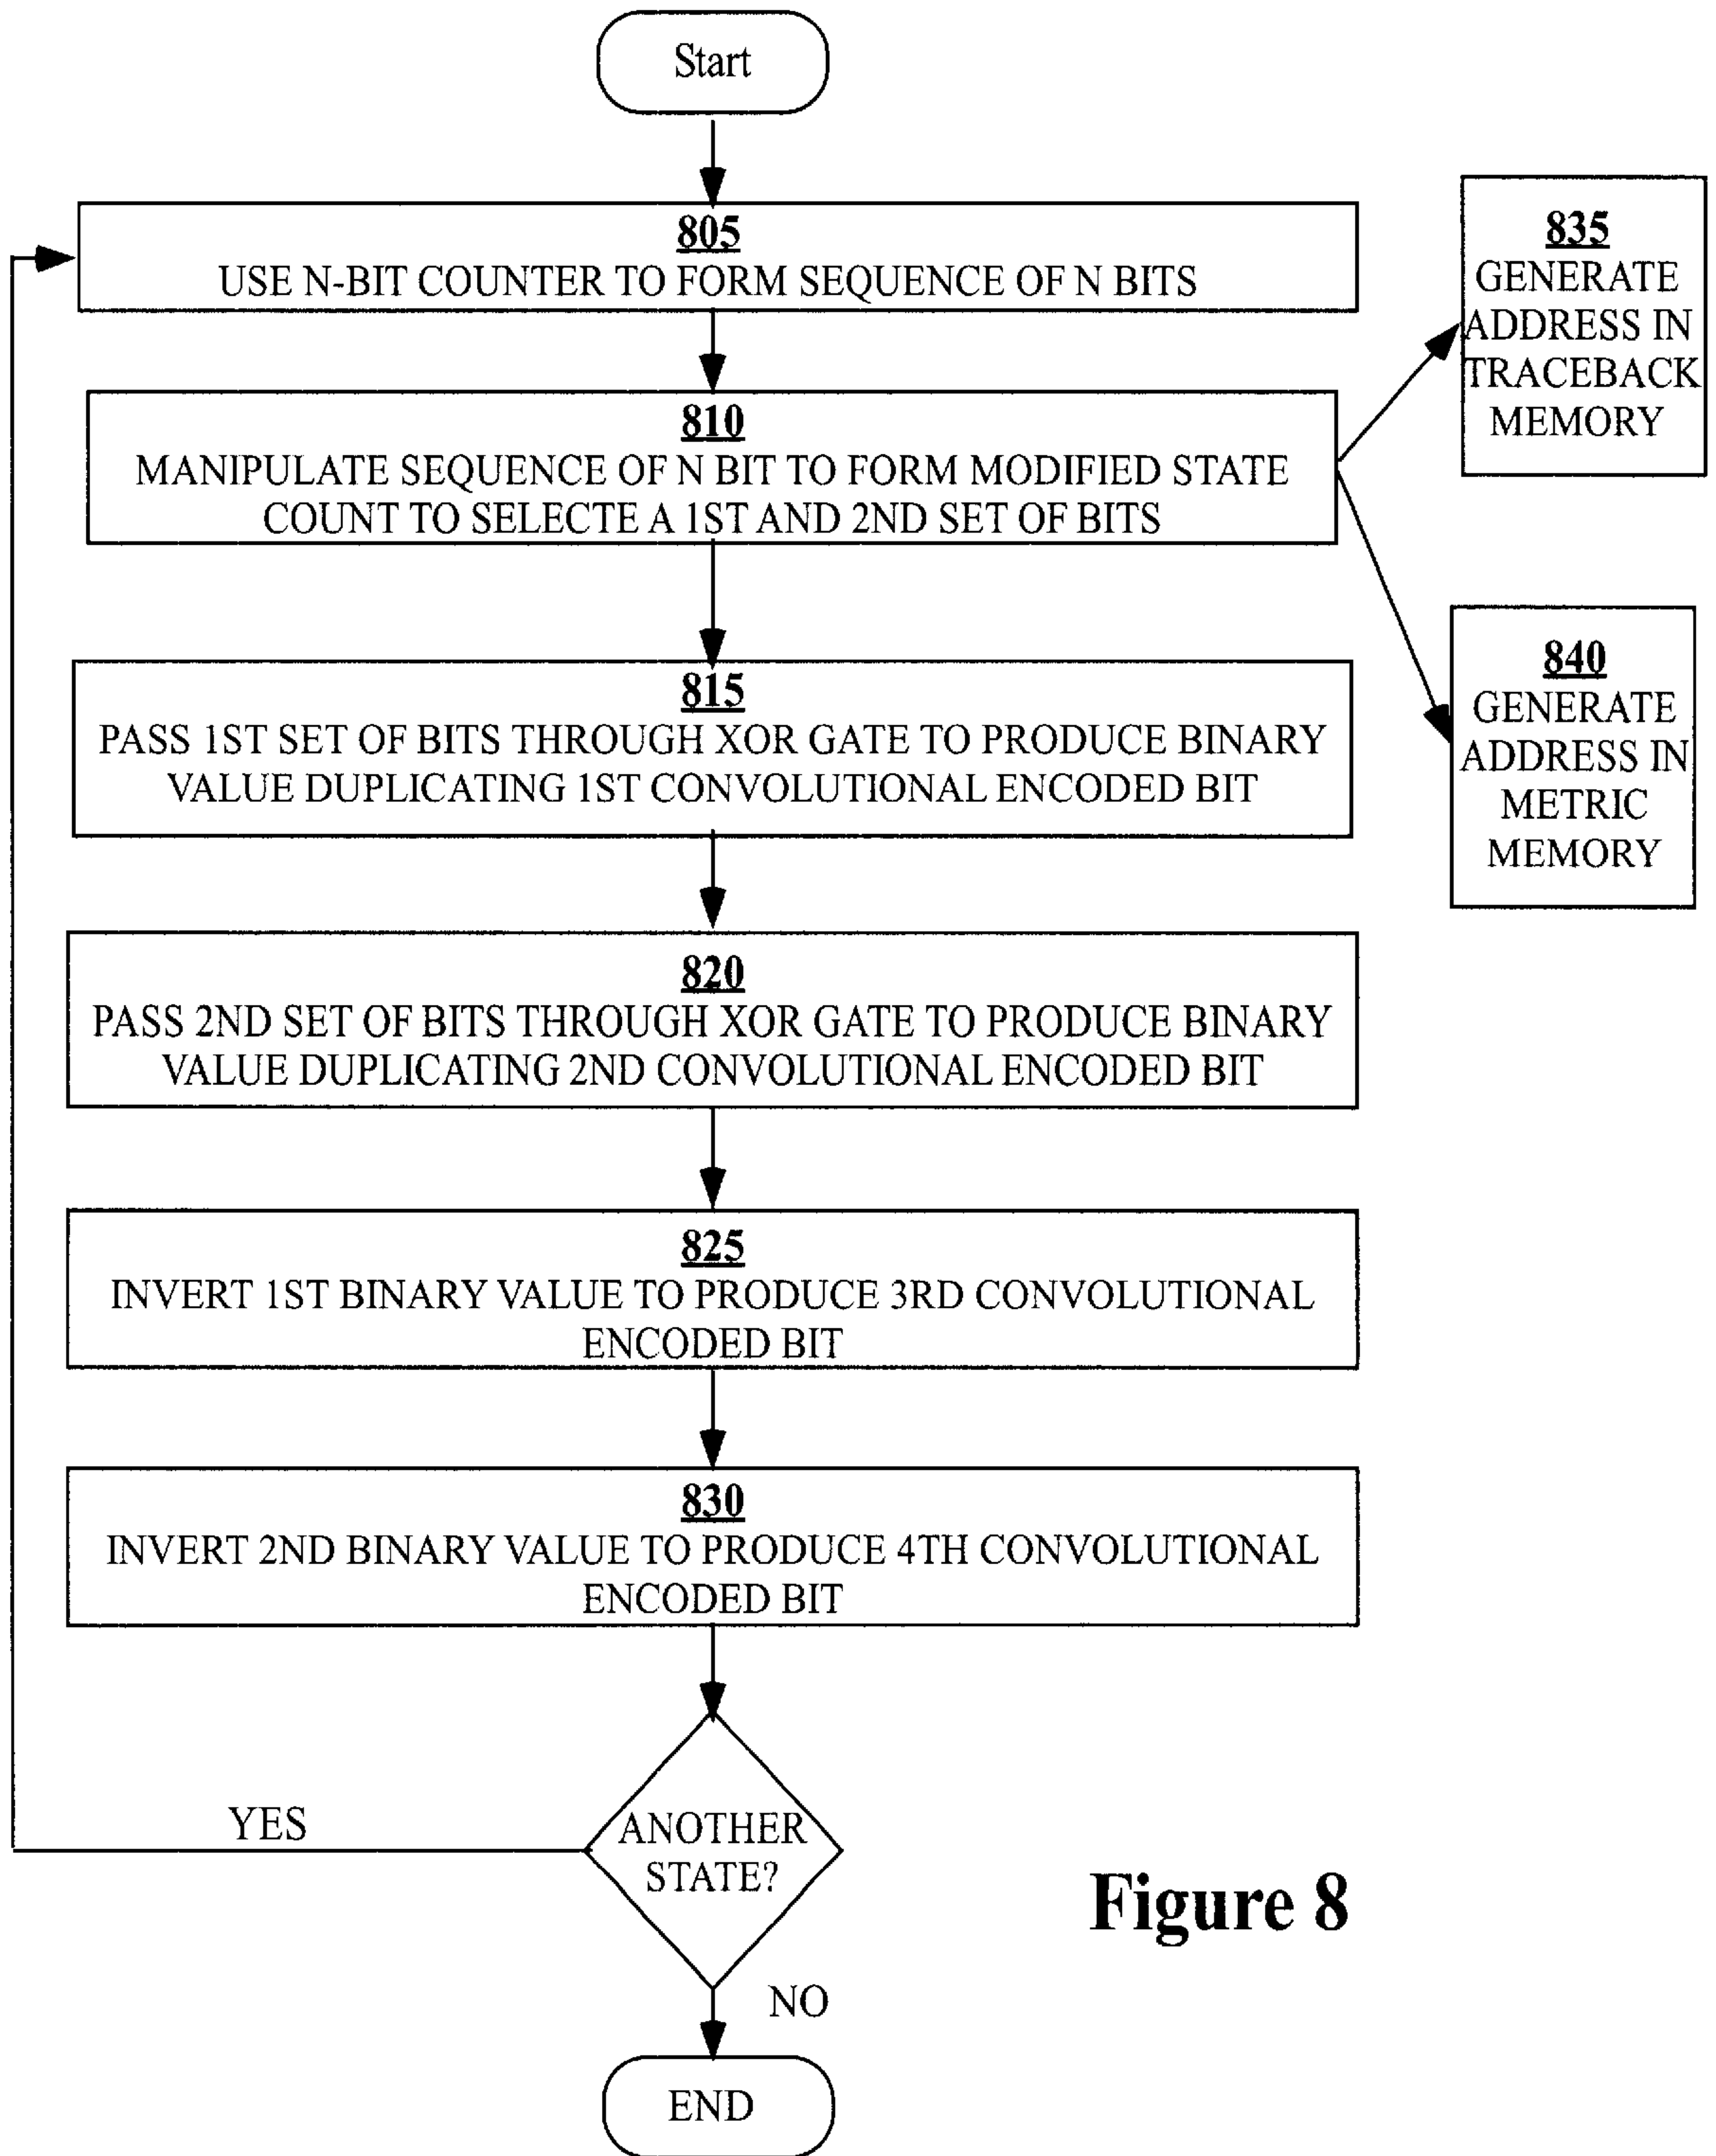 Start
805
USE N-BIT COUNTER TO FORM SEQUENCE OF N BITS
810
MANIPULATE SEQUENCE OF N BIT TO FORM MODIFIED STATE
COUNT TO SELECTE A 1ST AND 2ND SET OF BITS
835
GENERATE
ADDRESS IN
TRACEBACK
MEMORY
840
GENERATE
ADDRESS IN
METRIC
MEMORY
815
PASS 1ST SET OF BITS THROUGH XOR GATE TO PRODUCE BINARY
VALUE DUPLICATING 1ST CONVOLUTIONAL ENCODED BIT
820
PASS 2ND SET OF BITS THROUGH XOR GATE TO PRODUCE BINARY
VALUE DUPLICATING 2ND CONVOLUTIONAL ENCODED BIT
825
INVERT 1ST BINARY VALUE TO PRODUCE 3RD CONVOLUTIONAL
ENCODED BIT
830
INVERT 2ND BINARY VALUE TO PRODUCE 4TH CONVOLUTIONAL
ENCODED BIT
YES
ANOTHER
STATE?
NO
END
Figure 8